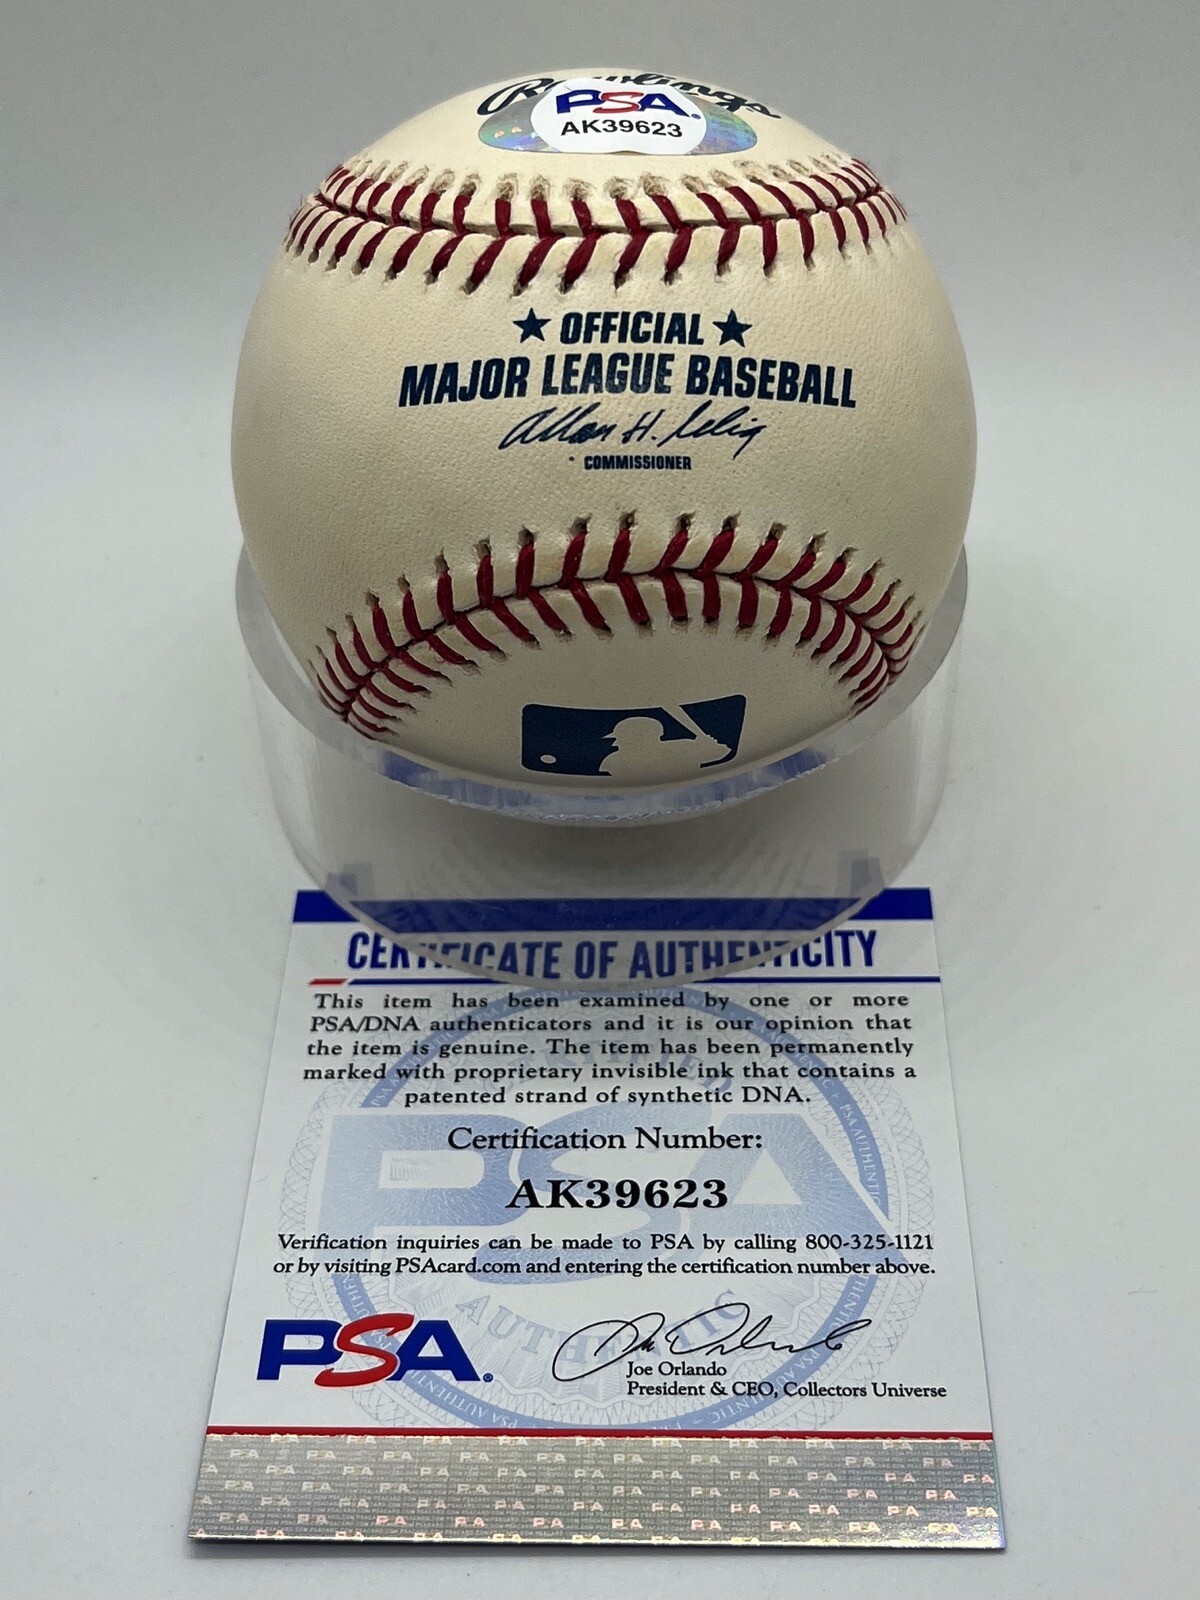 Rawlings
PSA
AK39623
★ OFFICIAL ★
MAJOR LEAGUE BASEBALL
Allan H. Selig
COMMISSIONER
CERTIFICATE OF AUTHENTICITY
This item has been examined by one or more
PSA/DNA authenticators and it is our opinion that
the item is genuine. The item has been permanently
marked with proprietary invisible ink that contains a
patented strand of synthetic DNA.
Certification Number:
AK39623
Verification inquiries can be made to PSA by calling 800-325-1121
or by visiting PSAcard.com and entering the certification number above.
PSA
Joe Orlando
President & CEO, Collectors Universe